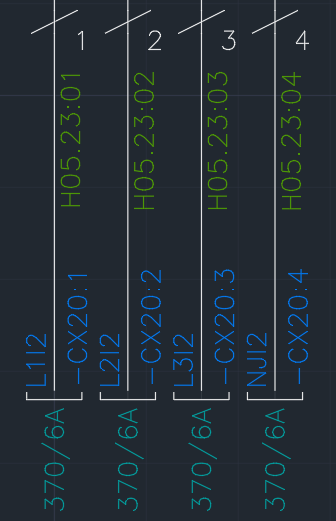 1
2
3
4
H05.23:01
H05.23:02
H05.23:03
H05.23:04
L1I2
-CX20:1
L2I2
-CX20:2
L3I2
-CX20:3
NJI2
-CX20:4
370/6A
370/6A
370/6A
370/6A